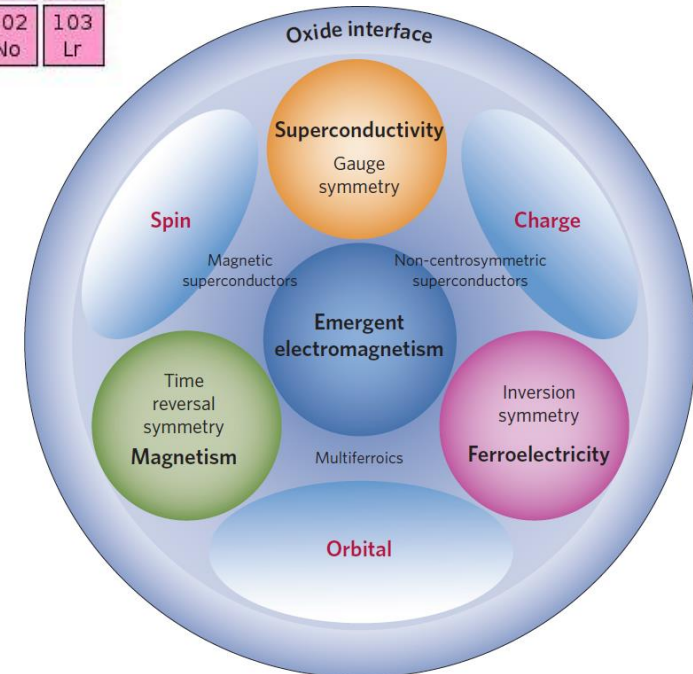 02 103
No Lr
Oxide interface
Superconductivity
Gauge
symmetry
Spin
Charge
Magnetic
superconductors
Non-centrosymmetric
superconductors
Emergent
electromagnetism
Time
reversal
symmetry
Magnetism
Inversion
symmetry
Ferroelectricity
Multiferroics
Orbital